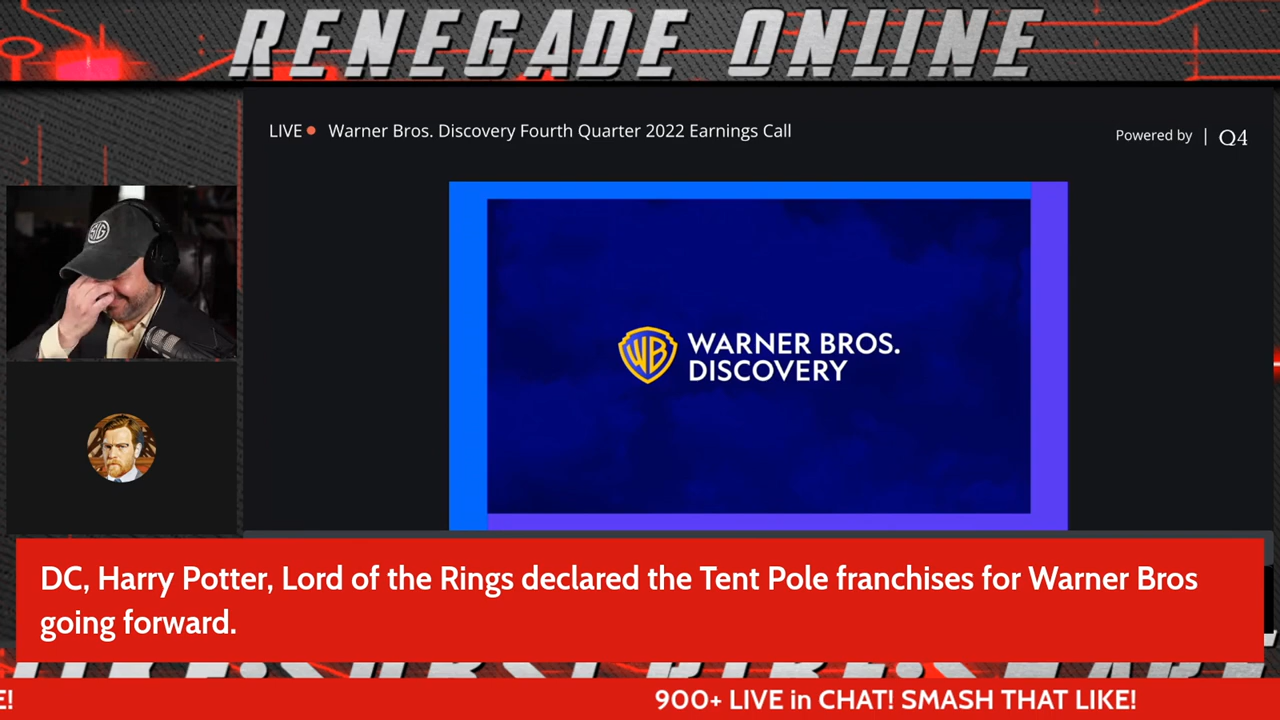 RENEGADE ONLINE
LIVE Warner Bros. Discovery Fourth Quarter 2022 Earnings Call
Powered by | Q4
SIG
WB WARNER BROS.
DISCOVERY
DC, Harry Potter, Lord of the Rings declared the Tent Pole franchises for Warner Bros
going forward.
E! 900+ LIVE in CHAT! SMASH THAT LIKE!